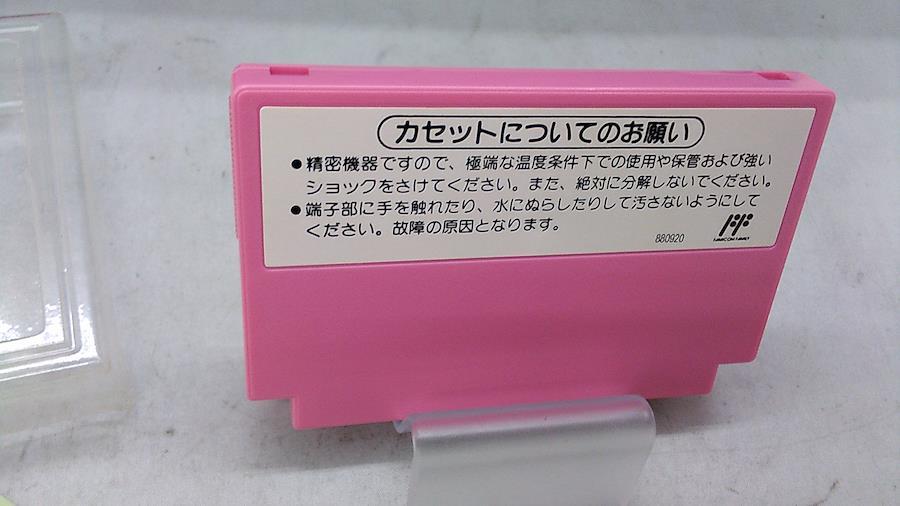 カセットについてのお願い
●精密機器ですので、極端な温度条件下での使用や保管および強い
ショックをさけてください。また、絶対に分解しないでください。
●端子部に手を触れたり、水にぬらしたりして汚さないようにして
ください。故障の原因となります。
880920
FAMICOM FAMILY